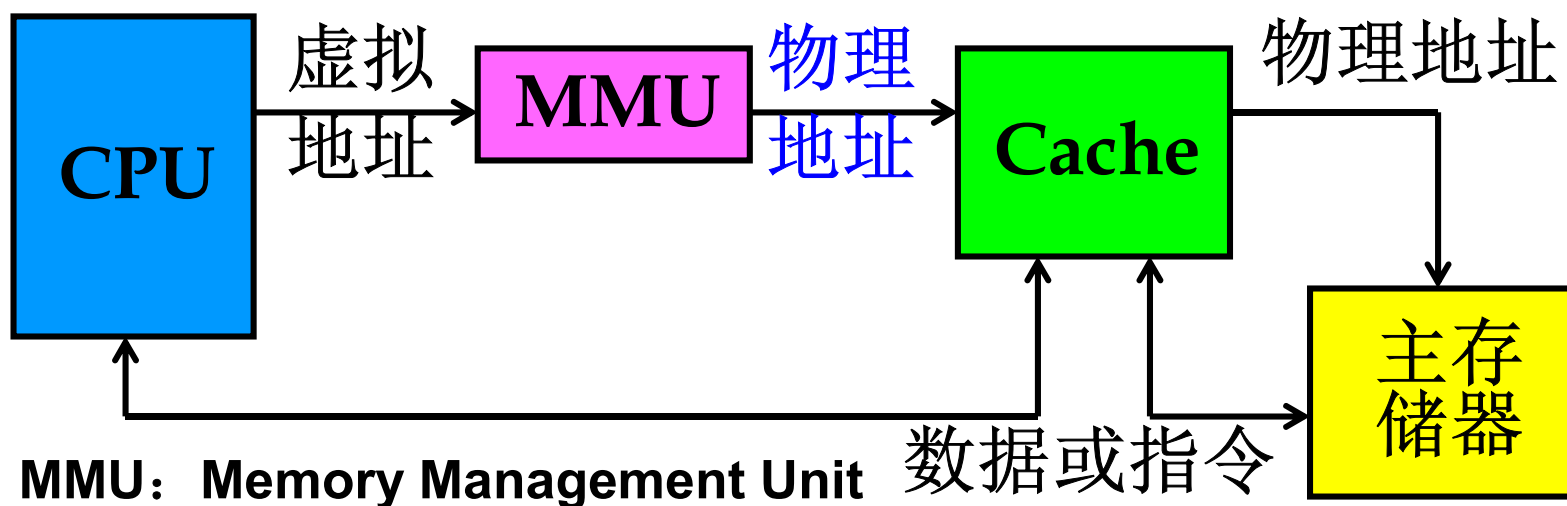 CPU
虚拟
地址
MMU
物理
地址
Cache
物理地址
主存
储器
数据或指令
MMU：Memory Management Unit